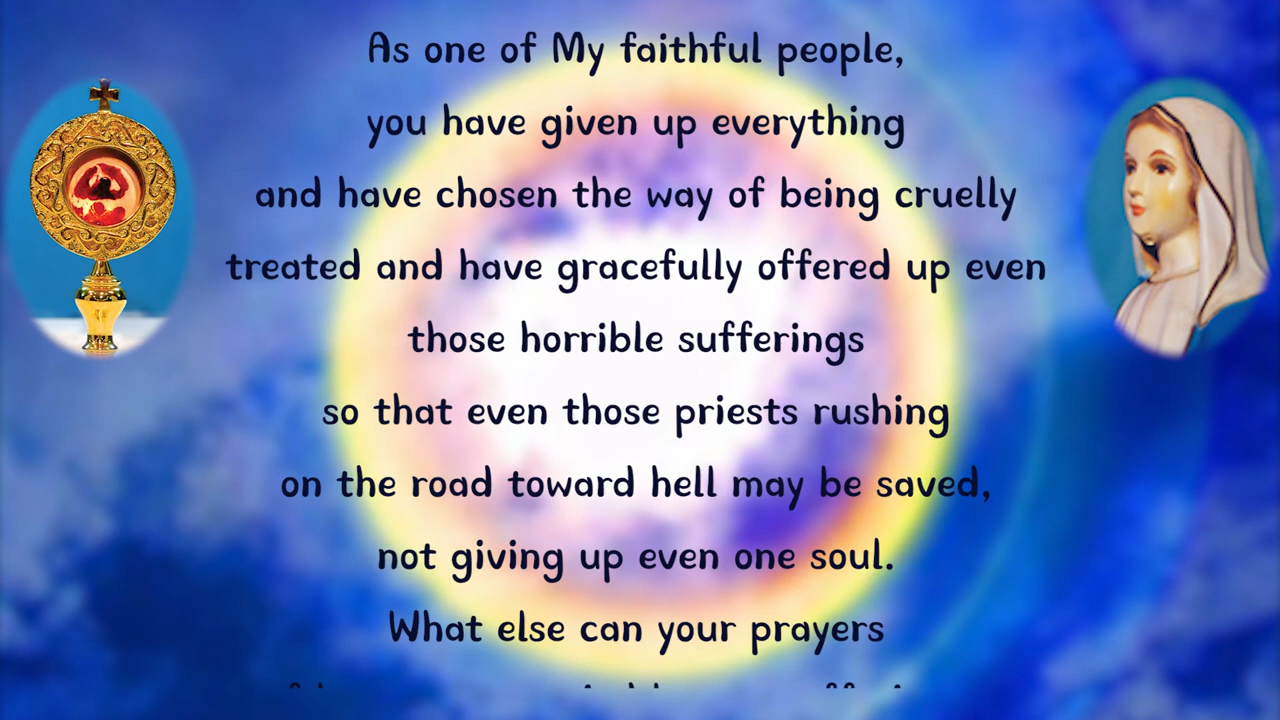 As one of My faithful people,
you have given up everything
and have chosen the way of being cruelly
treated and have gracefully offered up even
those horrible sufferings
so that even those priests rushing
on the road toward hell may be saved,
not giving up even one soul.
What else can your prayers